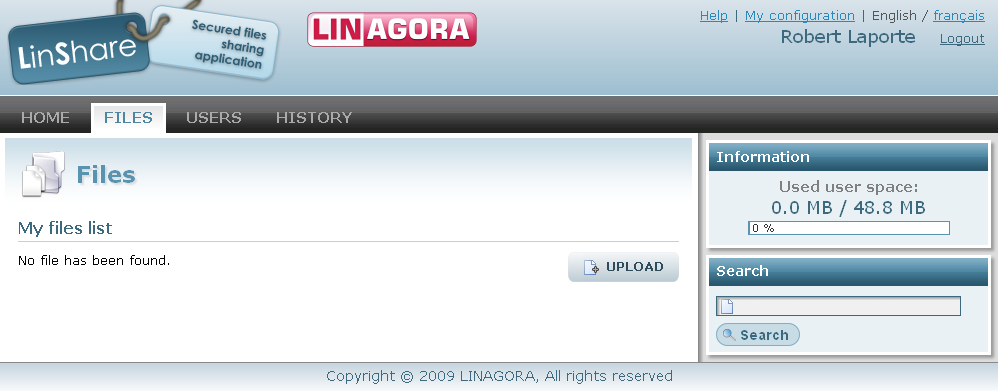 LinShare
Secured files
sharing
application
LINAGORA
Help | My configuration | English / français
Robert Laporte Logout
HOME FILES USERS HISTORY
Files
My files list
No file has been found.
UPLOAD
Information
Used user space:
0.0 MB / 48.8 MB
0 %
Search
Search
Copyright © 2009 LINAGORA, All rights reserved